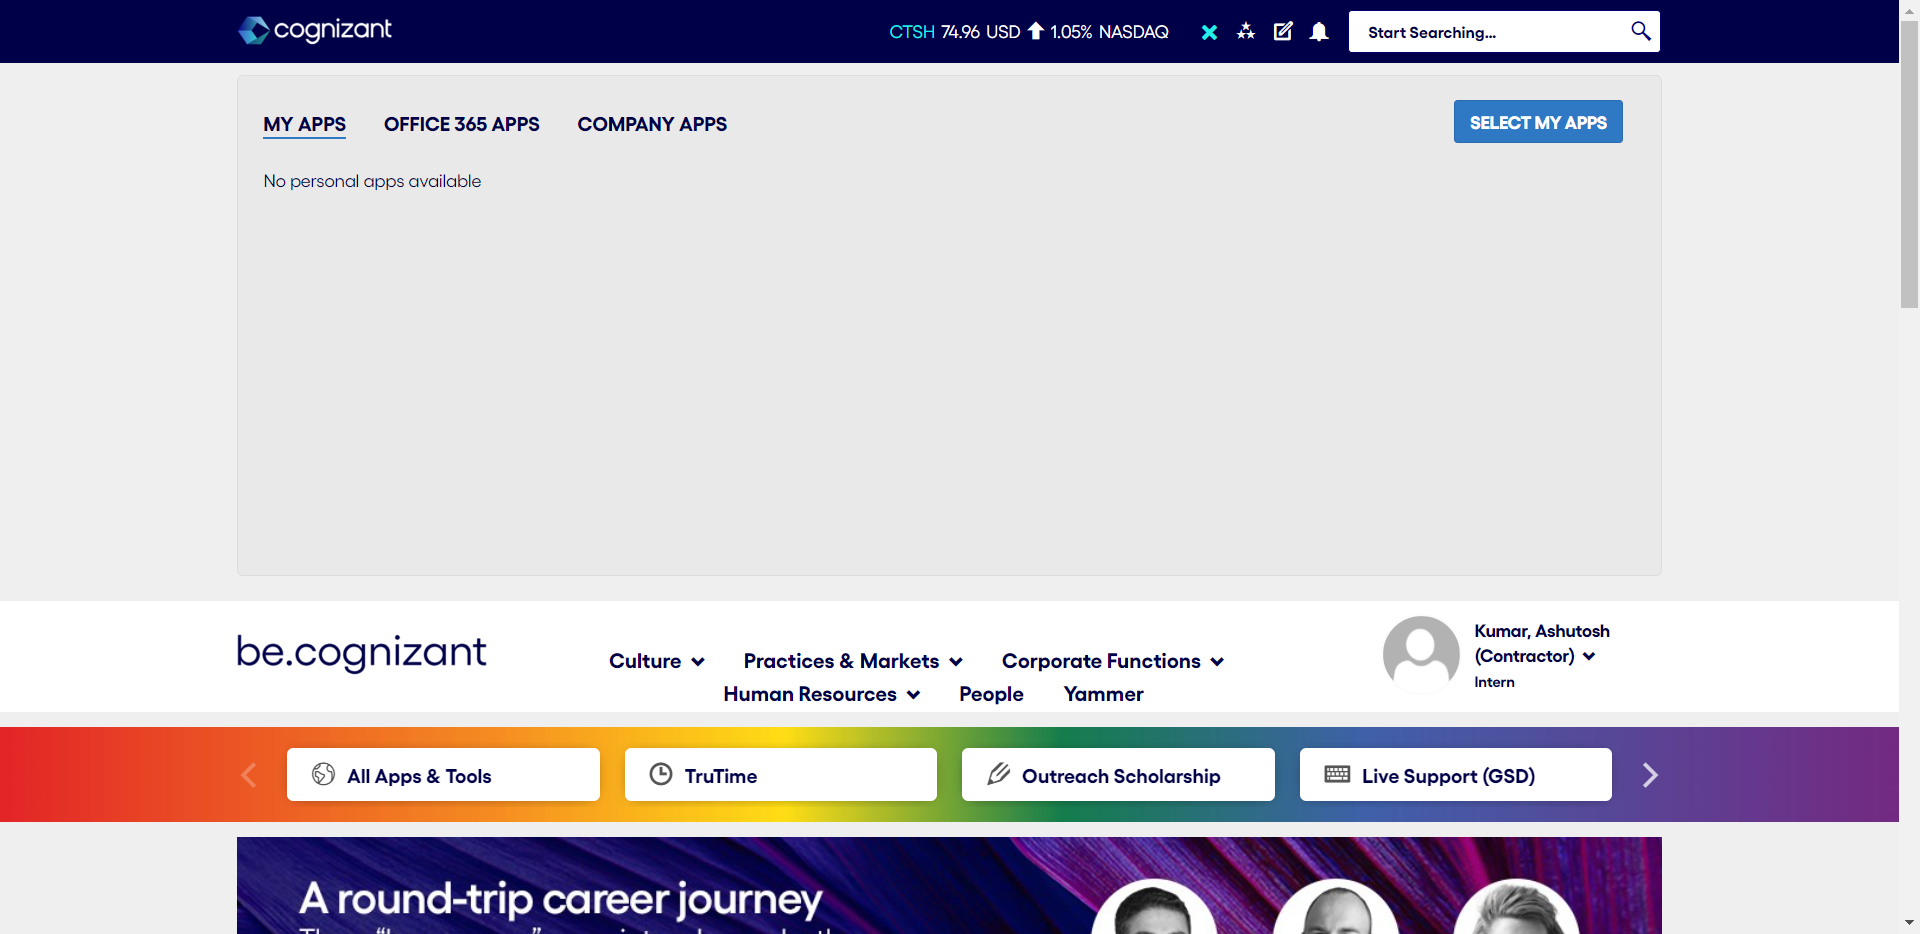 cognizant
CTSH 74.96 USD 1.05% NASDAQ
Start Searching...
MY APPS
OFFICE 365 APPS
COMPANY APPS
SELECT MY APPS
No personal apps available
be.cognizant
Culture
Practices & Markets
Corporate Functions
Human Resources
People
Yammer
Kumar, Ashutosh
(Contractor)
Intern
All Apps & Tools
TruTime
Outreach Scholarship
Live Support (GSD)
A round-trip career journey